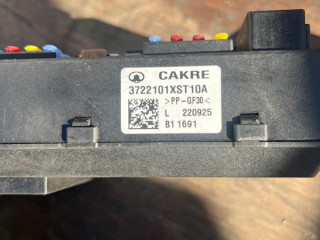 CAKRE
3722101XST10A
>PP-GF30<
L 220925
B1 1691